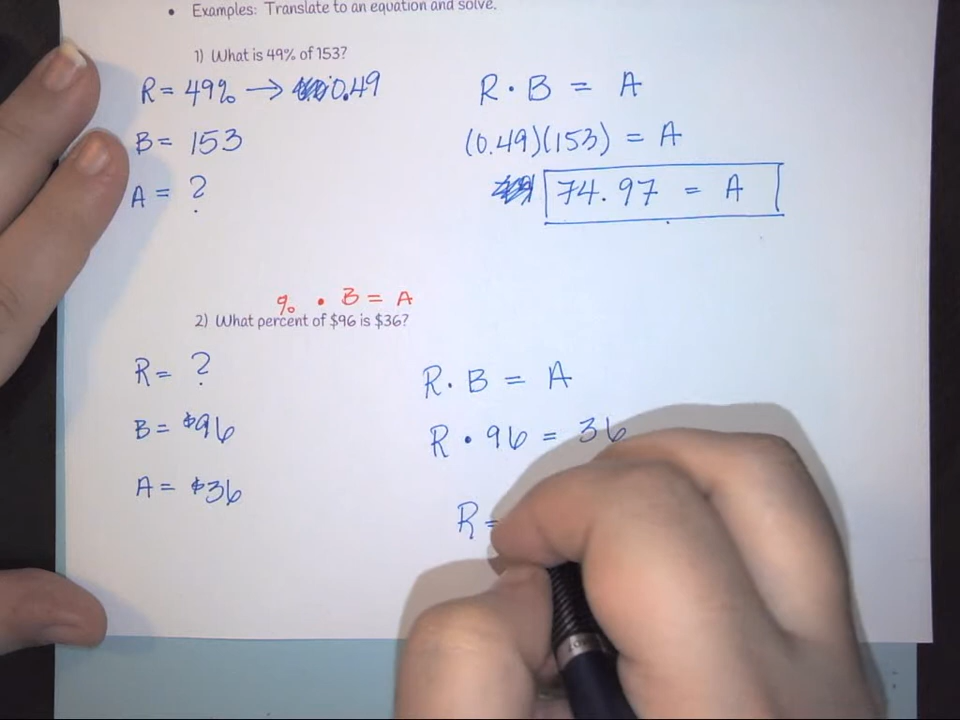 • Examples: Translate to an equation and solve.
1) What is 49% of 153?
R = 49% → 0.49
B = 153
A = ?
R · B = A
(0.49)(153) = A
74.97 = A
% · B = A
2) What percent of $96 is $36?
R = ?
B = $96
A = $36
R · B = A
R · 96 = 36
R =